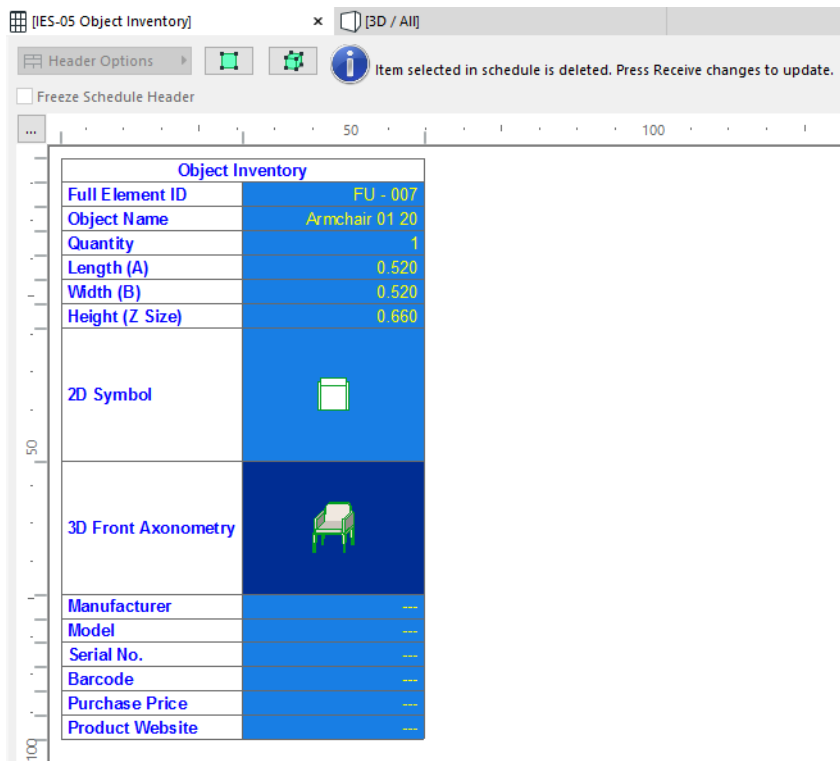 [IES-05 Object Inventory] × [3D / All]
Header Options
i Item selected in schedule is deleted. Press Receive changes to update.
Freeze Schedule Header
... 50 100
Object Inventory
Full Element ID FU - 007
Object Name Armchair 01 20
Quantity 1
Length (A) 0.520
Width (B) 0.520
Height (Z Size) 0.660
2D Symbol
50
3D Front Axonometry
Manufacturer ---
Model ---
Serial No. ---
Barcode ---
Purchase Price ---
Product Website ---
100